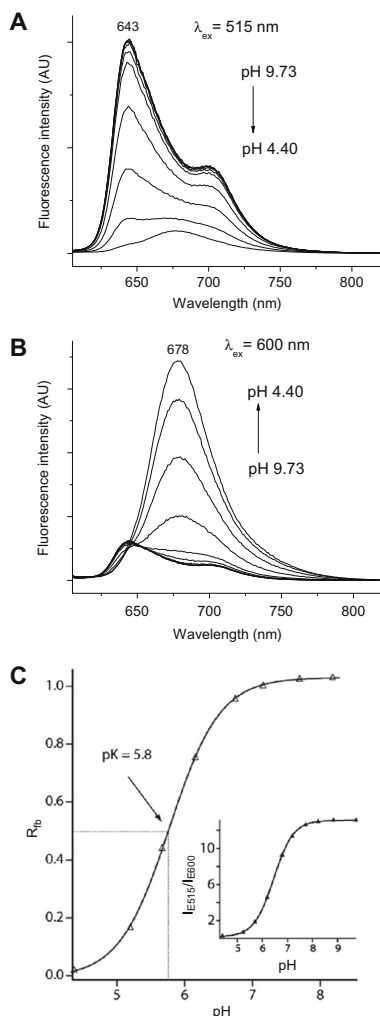 A
643
λex = 515 nm
pH 9.73
pH 4.40
Fluorescence intensity (AU)
650 700 750 800
Wavelength (nm)
B
678
λex = 600 nm
pH 4.40
pH 9.73
Fluorescence intensity (AU)
650 700 750 800
Wavelength (nm)
C
1.0
0.8
0.6
0.4
0.2
0.0
Rfb
pK = 5.8
5 6 7 8
pH
IE515/IE600
10
8
6
4
2
5 6 7 8 9
pH